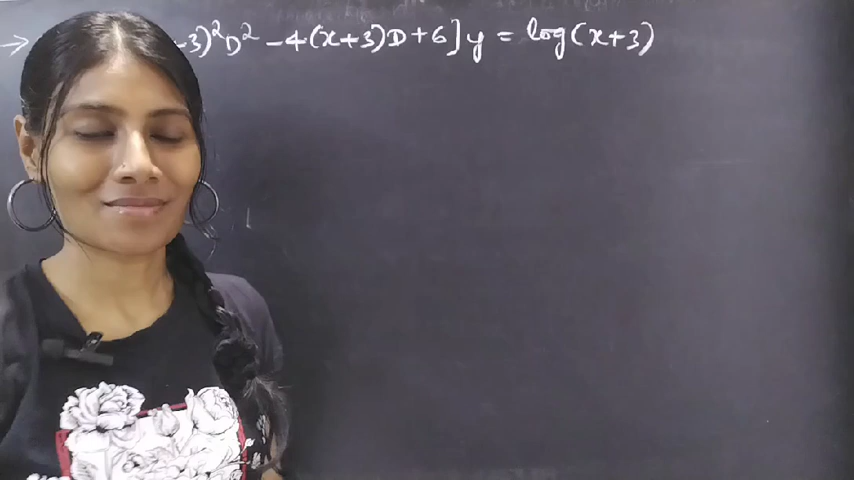 → -3)²D² -4(x+3)D+6]y = log(x+3)